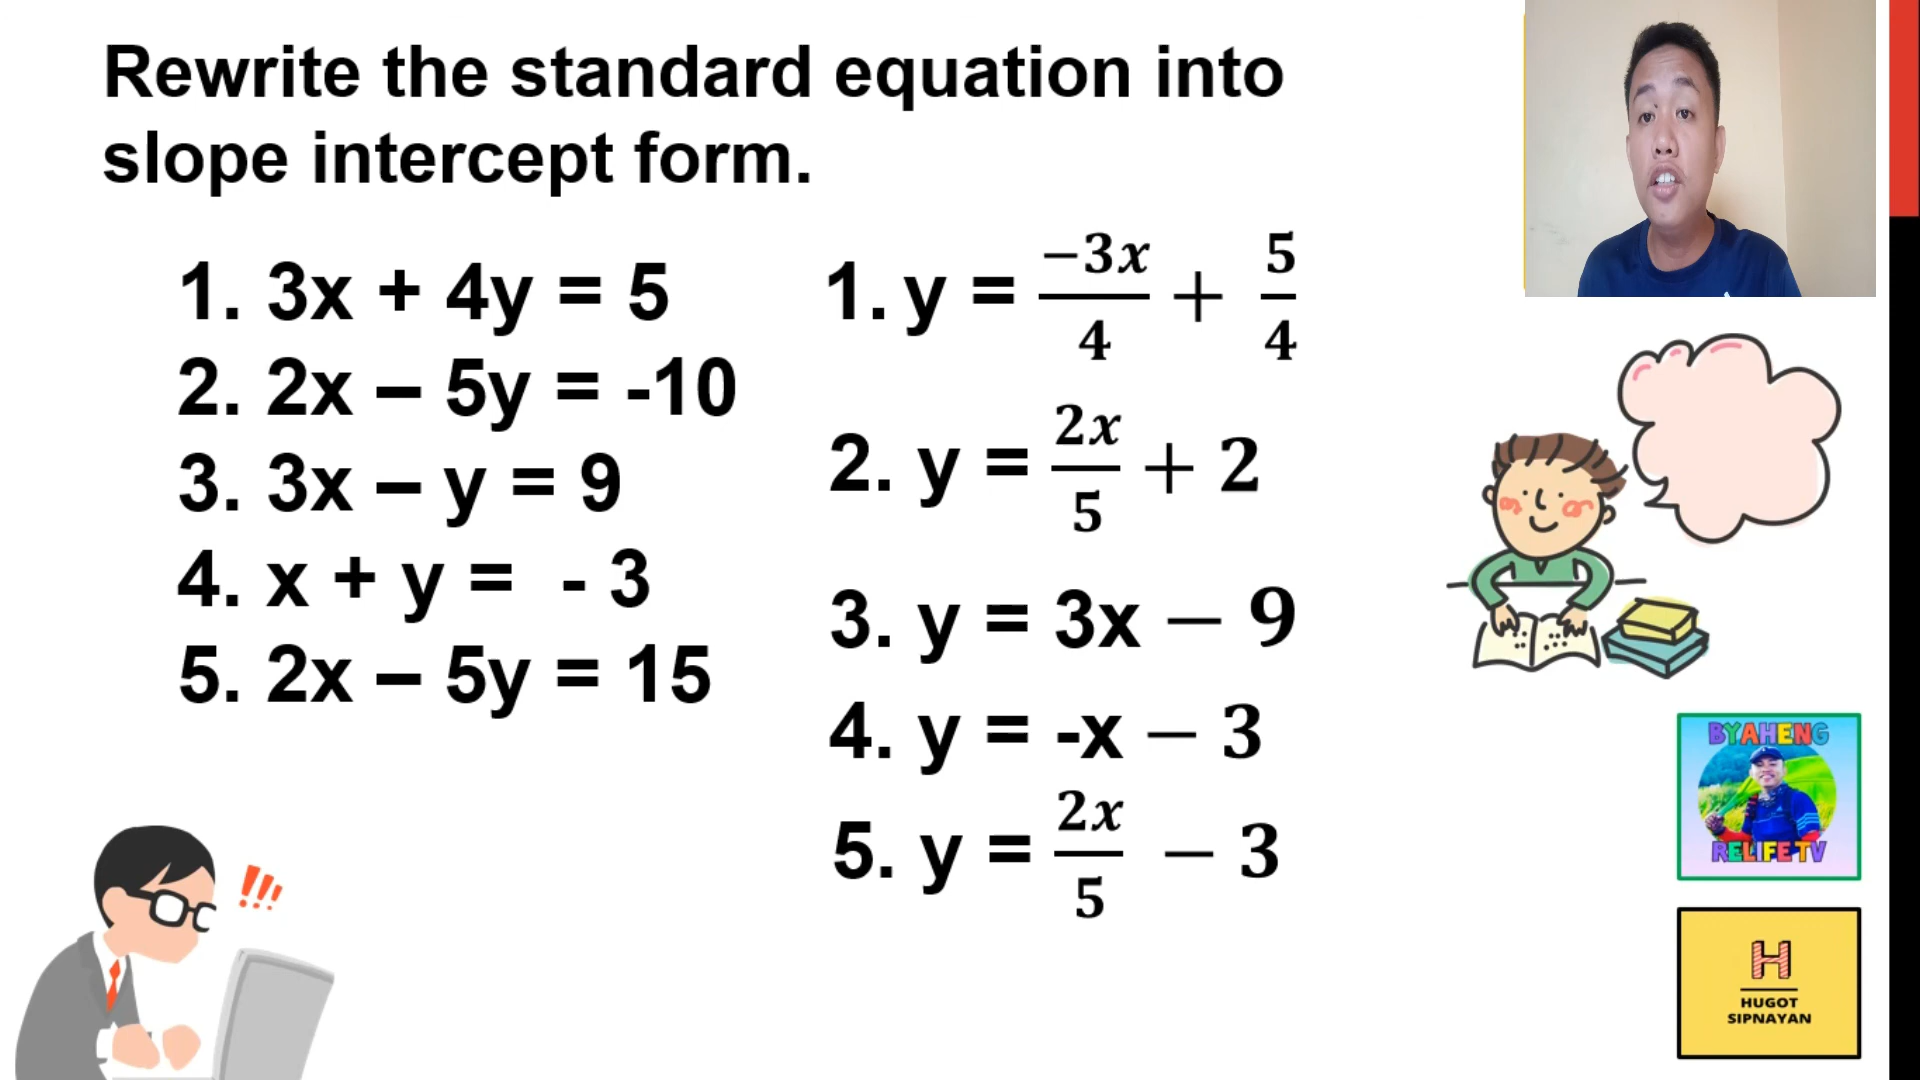 Rewrite the standard equation into
slope intercept form.
1. 3x + 4y = 5
2. 2x – 5y = -10
3. 3x – y = 9
4. x + y = - 3
5. 2x – 5y = 15
1. y = −3x/4 + 5/4
2. y = 2x/5 + 2
3. y = 3x − 9
4. y = -x − 3
5. y = 2x/5 − 3
!!!
BYAHENG
RELIFE TV
H
HUGOT
SIPNAYAN